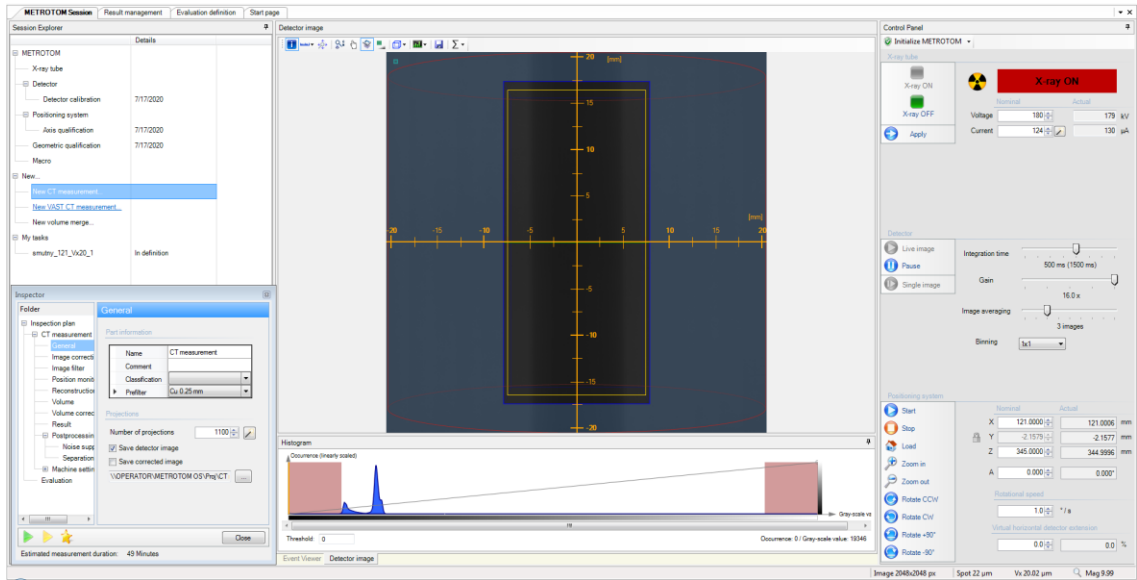 METROTOM Session Result management Evaluation definition Start page
Session Explorer
Details
METROTOM
X-ray tube
Detector
Detector calibration 7/17/2020
Positioning system
Axis qualification 7/17/2020
Geometric qualification 7/17/2020
Macro
New...
New CT measurement...
New VAST CT measurement...
New volume merge...
My tasks
smutny_121_Vx20_1 In definition
Inspector
Folder
Inspection plan
CT measurement
General
Image correcti
Image filter
Position monit
Reconstruction
Volume
Volume correc
Result
Postprocessin
Noise supp
Separation
Machine settin
Evaluation
General
Part information
Name CT measurement
Comment
Classification
Prefilter Cu 0.25 mm
Projections
Number of projections 1100
Save detector image
Save corrected image
\\OPERATOR\METROTOM OS\Proj\CT ...
Close
Estimated measurement duration: 49 Minutes
Detector image
20 [mm]
15
10
5
[mm]
-20 -15 -10 -5 5 10 15 20
-5
-10
-15
-20
Histogram
Occurrence (linearly scaled)
Gray-scale va
Threshold: 0
Occurrence: 0 / Gray-scale value: 19346
Event Viewer Detector image
Control Panel
Initialize METROTOM
X-ray tube
X-ray ON
X-ray OFF
Apply
X-ray ON
Nominal Actual
Voltage 180 179 kV
Current 124 130 µA
Detector
Live image
Pause
Single image
Integration time
500 ms (1500 ms)
Gain
16.0 x
Image averaging
3 images
Binning 1x1
Positioning system
Start
Stop
Load
Zoom in
Zoom out
Rotate CCW
Rotate CW
Rotate +90°
Rotate -90°
Nominal Actual
X 121.0000 121.0006 mm
Y -2.1579 -2.1577 mm
Z 345.0000 344.9996 mm
A 0.000 0.000°
Rotational speed
1.0 °/s
Virtual horizontal detector extension
0.0 0.0 %
Image 2048x2048 px Spot 22 µm Vx 20.02 µm Mag 9.99